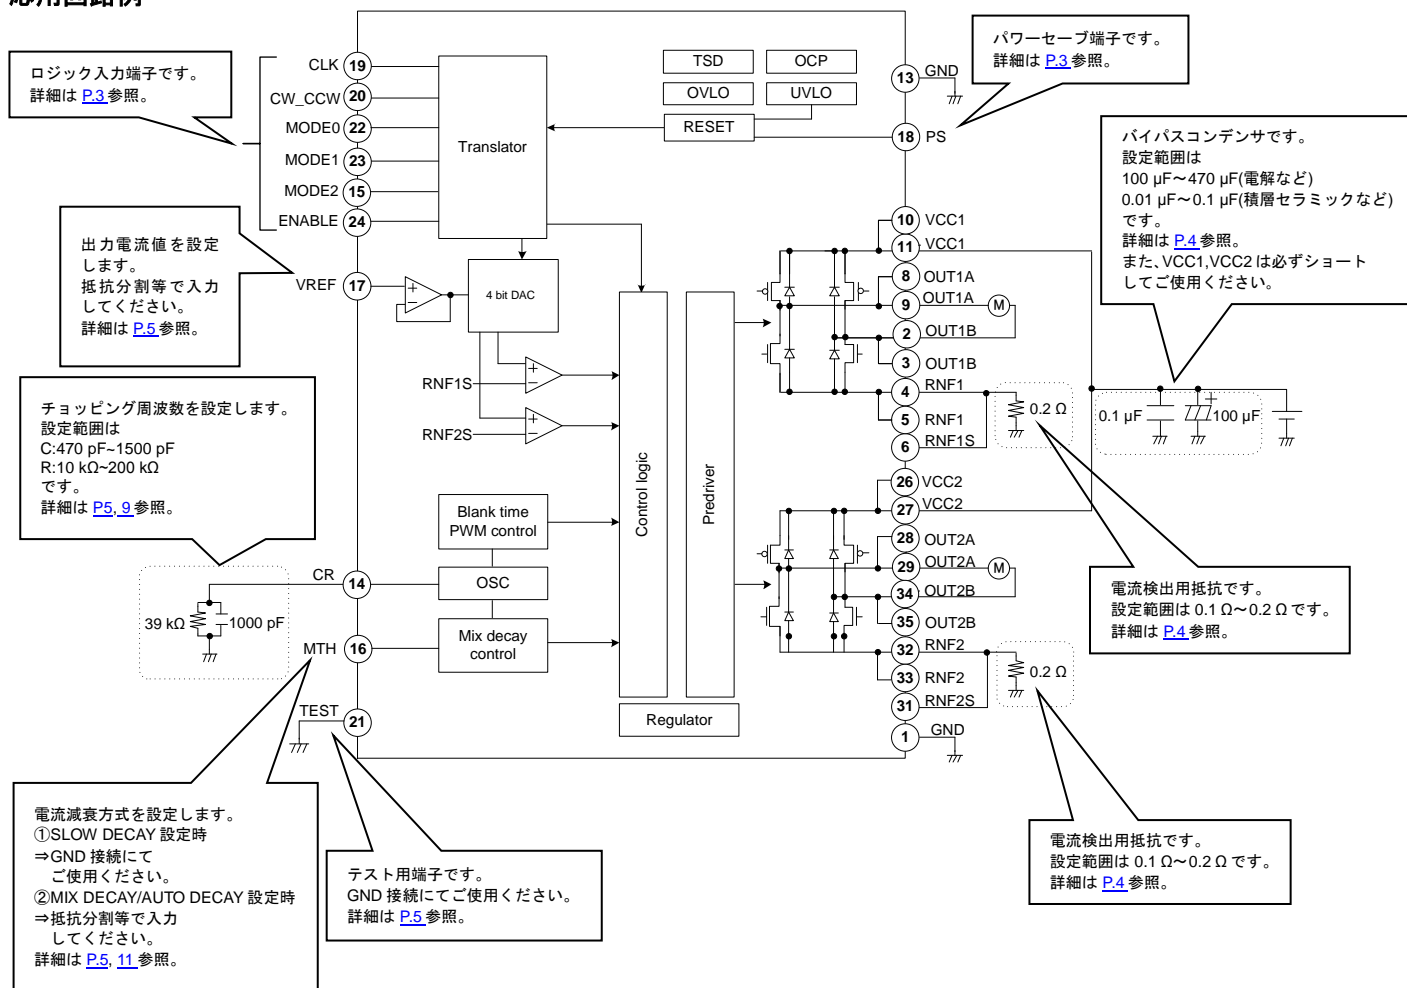 ロジック入力端子です。
詳細は P.3 参照。
CLK 19
CW_CCW 20
MODE0 22
MODE1 23
MODE2 15
ENABLE 24
Translator
TSD
OCP
OVLO
UVLO
RESET
13 GND
18 PS
パワーセーブ端子です。
詳細は P.3 参照。
バイパスコンデンサです。
設定範囲は
100 µF～470 µF(電解など)
0.01 µF～0.1 µF(積層セラミックなど)
です。
詳細は P.4 参照。
また、VCC1,VCC2 は必ずショート
してご使用ください。
出力電流値を設定
します。
抵抗分割等で入力
してください。
詳細は P.5 参照。
VREF 17
4 bit DAC
RNF1S
RNF2S
+
−
+
−
+
−
Control logic
Predriver
10 VCC1
11 VCC1
8 OUT1A
9 OUT1A
M
2 OUT1B
3 OUT1B
4 RNF1
5 RNF1
6 RNF1S
0.2 Ω
0.1 µF
+
100 µF
チョッピング周波数を設定します。
設定範囲は
C:470 pF~1500 pF
R:10 kΩ~200 kΩ
です。
詳細は P5, 9 参照。
Blank time
PWM control
OSC
Mix decay
control
CR 14
39 kΩ
1000 pF
MTH 16
TEST 21
Regulator
26 VCC2
27 VCC2
28 OUT2A
29 OUT2A
M
34 OUT2B
35 OUT2B
32 RNF2
33 RNF2
31 RNF2S
1 GND
0.2 Ω
電流検出用抵抗です。
設定範囲は 0.1 Ω～0.2 Ω です。
詳細は P.4 参照。
電流検出用抵抗です。
設定範囲は 0.1 Ω～0.2 Ω です。
詳細は P.4 参照。
電流減衰方式を設定します。
①SLOW DECAY 設定時
⇒GND 接続にて
ご使用ください。
②MIX DECAY/AUTO DECAY 設定時
⇒抵抗分割等で入力
してください。
詳細は P.5, 11 参照。
テスト用端子です。
GND 接続にてご使用ください。
詳細は P.5 参照。